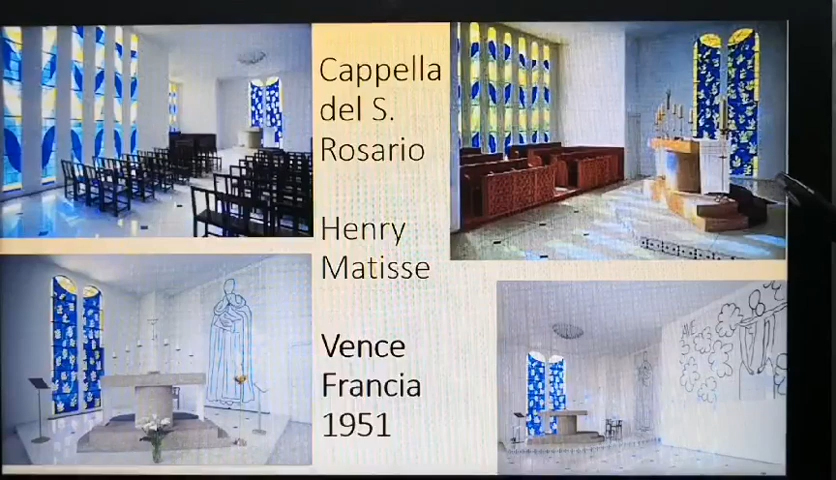 Cappella
del S.
Rosario
Henry
Matisse
Vence
Francia
1951
AVE